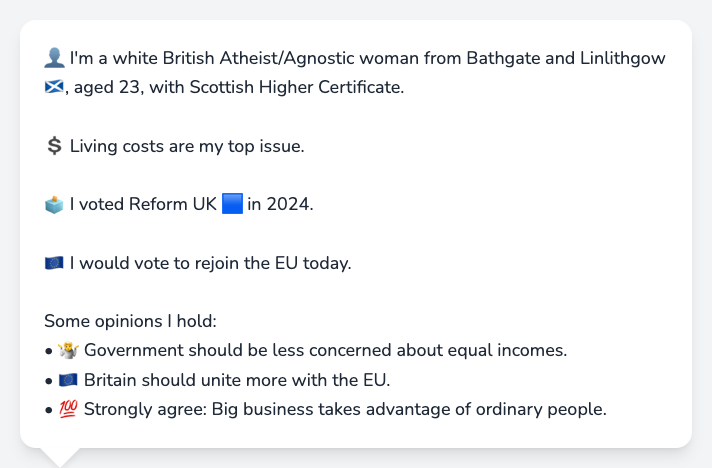 👤 I'm a white British Atheist/Agnostic woman from Bathgate and Linlithgow
🏴󠁧󠁢󠁳󠁣󠁴󠁿, aged 23, with Scottish Higher Certificate.
💲 Living costs are my top issue.
🗳️ I voted Reform UK 🟦 in 2024.
🇪🇺 I would vote to rejoin the EU today.
Some opinions I hold:
• 🤷 Government should be less concerned about equal incomes.
• 🇪🇺 Britain should unite more with the EU.
• 💯 Strongly agree: Big business takes advantage of ordinary people.